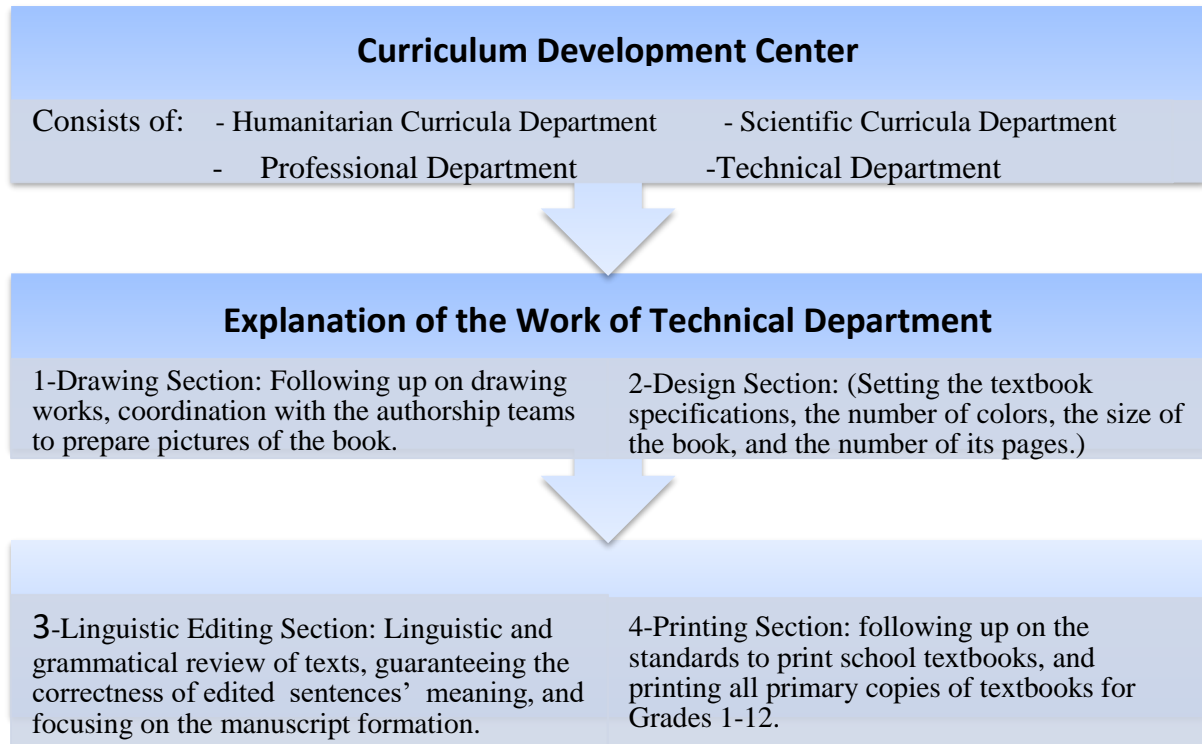 Curriculum Development Center
Consists of: - Humanitarian Curricula Department - Scientific Curricula Department
- Professional Department -Technical Department
Explanation of the Work of Technical Department
1-Drawing Section: Following up on drawing
works, coordination with the authorship teams
to prepare pictures of the book.
2-Design Section: (Setting the textbook
specifications, the number of colors, the size of
the book, and the number of its pages.)
3-Linguistic Editing Section: Linguistic and
grammatical review of texts, guaranteeing the
correctness of edited sentences’ meaning, and
focusing on the manuscript formation.
4-Printing Section: following up on the
standards to print school textbooks, and
printing all primary copies of textbooks for
Grades 1-12.